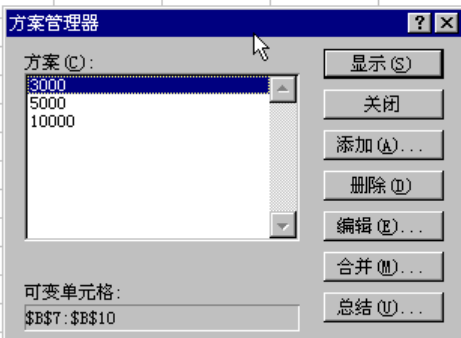 方案管理器
方案(C):
3000
5000
10000
显示(S)
关闭
添加(A)...
删除(D)
编辑(E)...
合并(M)...
总结(U)...
可变单元格:
$B$7:$B$10